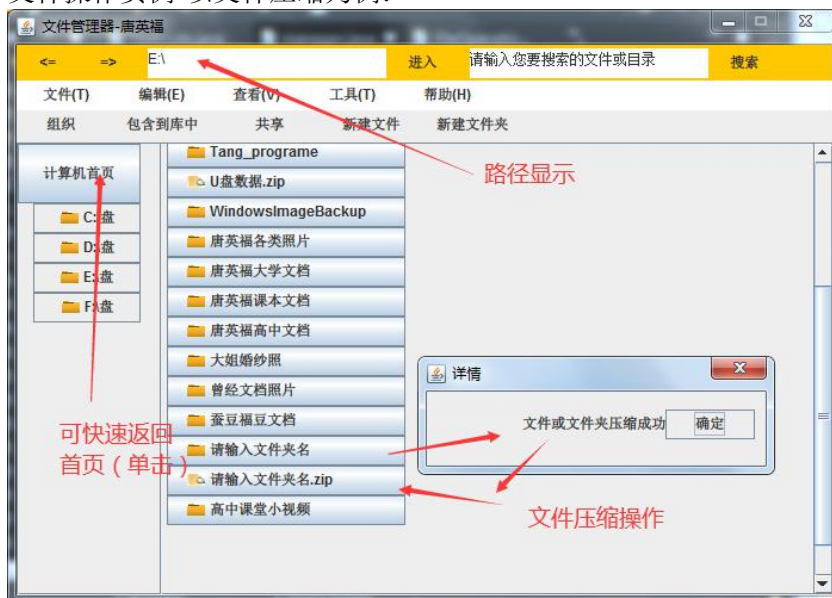 文件管理器-唐英福
<= => E:\ 进入 请输入您要搜索的文件或目录 搜索
文件(T) 编辑(E) 查看(V) 工具(T) 帮助(H)
组织 包含到库中 共享 新建文件 新建文件夹
计算机首页
C:盘
D:盘
E:盘
F:盘
Tang_programe
U盘数据.zip
WindowsImageBackup
唐英福各类照片
唐英福大学文档
唐英福课本文档
唐英福高中文档
大姐婚纱照
曾经文档照片
蚕豆福豆文档
请输入文件夹名
请输入文件夹名.zip
高中课堂小视频
路径显示
详情
文件或文件夹压缩成功 确定
可快速返回
首页（单击）
文件压缩操作